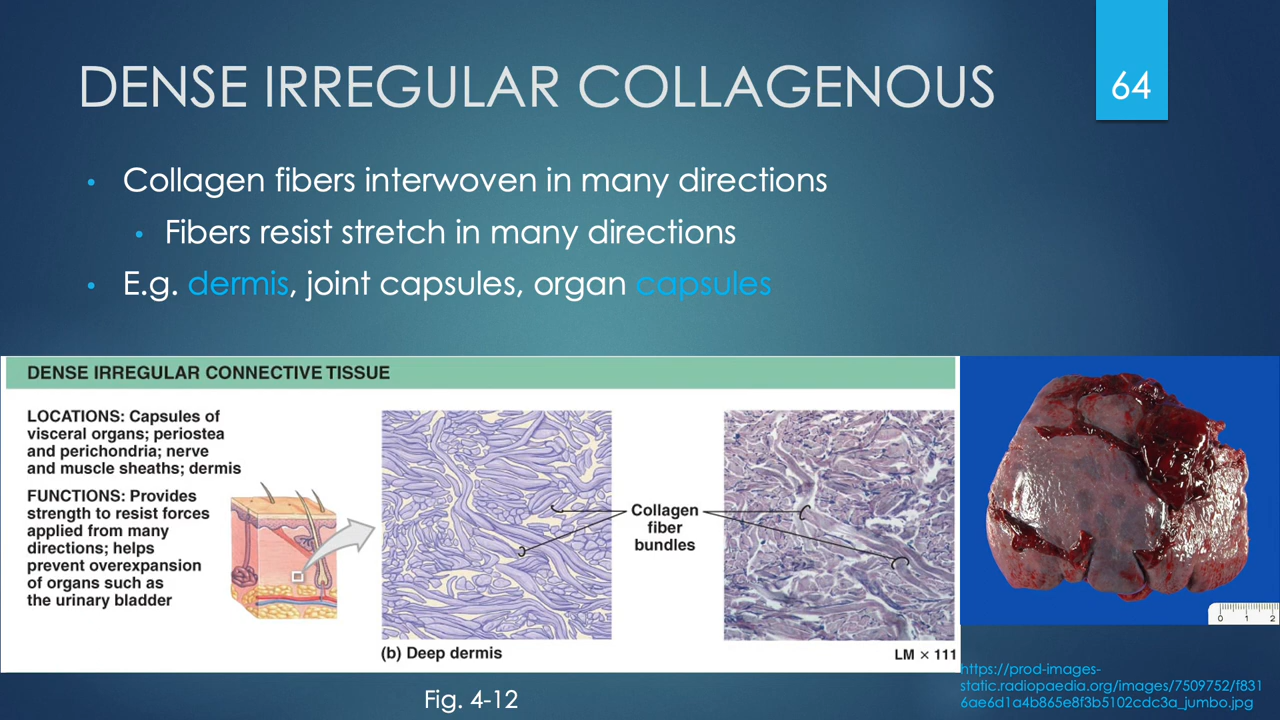 DENSE IRREGULAR COLLAGENOUS
64
• Collagen fibers interwoven in many directions
• Fibers resist stretch in many directions
• E.g. dermis, joint capsules, organ capsules
DENSE IRREGULAR CONNECTIVE TISSUE
LOCATIONS: Capsules of
visceral organs; periostea
and perichondria; nerve
and muscle sheaths; dermis
FUNCTIONS: Provides
strength to resist forces
applied from many
directions; helps
prevent overexpansion
of organs such as
the urinary bladder
Collagen
fiber
bundles
(b) Deep dermis
LM × 111
0 1 2
Fig. 4-12
https://prod-images-
static.radiopaedia.org/images/7509752/f831
6ae6d1a4b865e8f3b5102cdc3a_jumbo.jpg